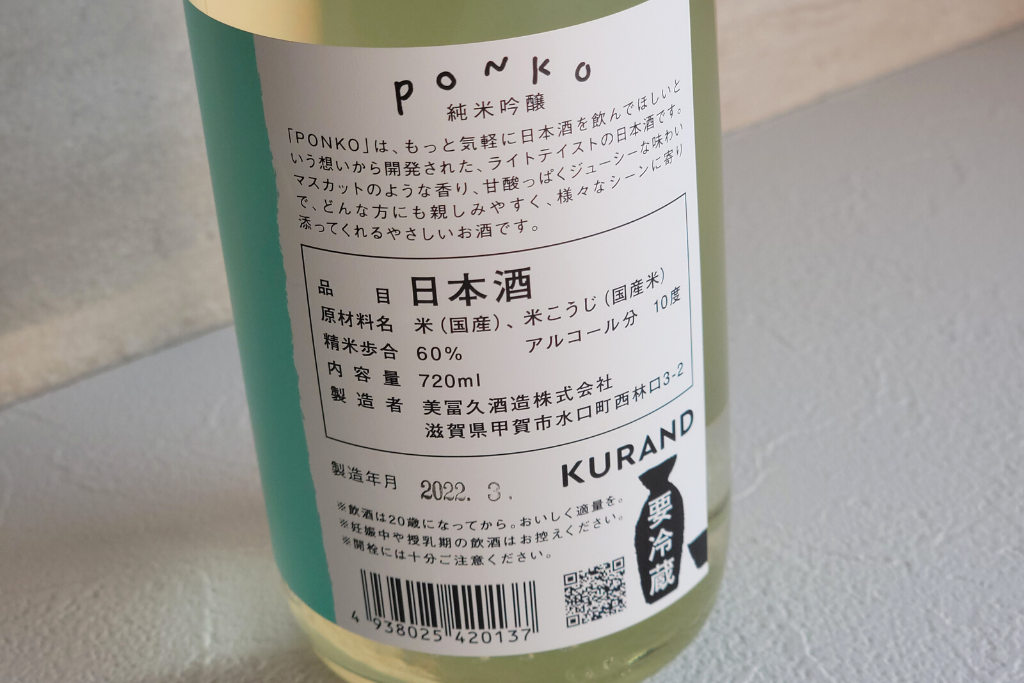 PONKO
純米吟醸
「PONKO」は、もっと気軽に日本酒を飲んでほしいと
いう想いから開発された、ライトテイストの日本酒です。
マスカットのような香り、甘酸っぱくジューシーな味わい
で、どんな方にも親しみやすく、様々なシーンに寄り
添ってくれるやさしいお酒です。
品目 日本酒
原材料名 米(国産)、米こうじ(国産米)
精米歩合 60% アルコール分 10度
内容量 720ml
製造者 美冨久酒造株式会社
滋賀県甲賀市水口町西林口3-2
製造年月 2022. 3.
KURAND
※飲酒は20歳になってから。おいしく適量を。
※妊娠中や授乳期の飲酒はお控えください。
※開栓には十分ご注意ください。
要冷蔵
4 938025 420137